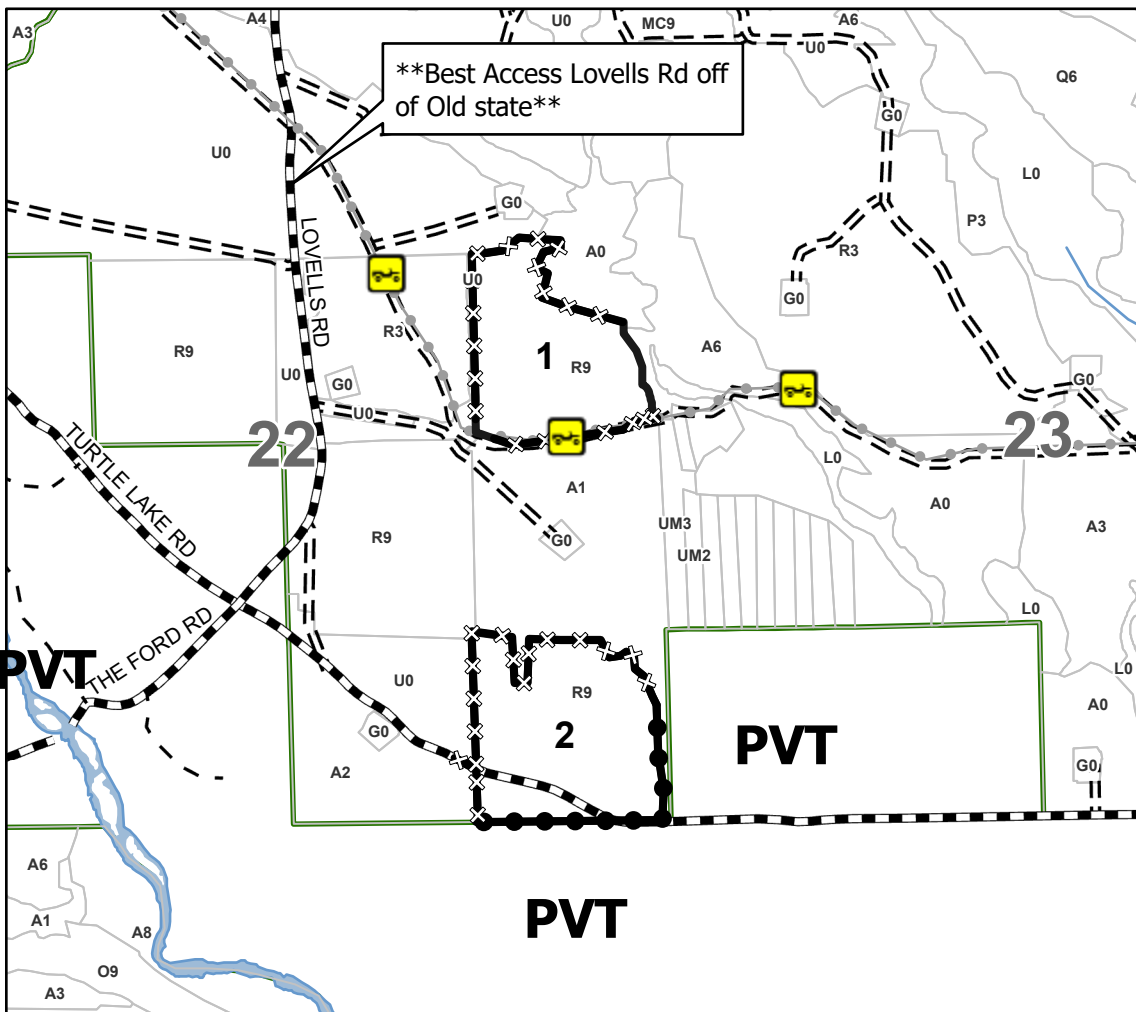 A3
A4
U0
MC9
A6
U0
**Best Access Lovells Rd off
of Old state**
Q6
G0
U0
L0
G0
P3
LOVELLS RD
A0
R3
U0
G0
R3
R9
1
A6
U0
G0
R9
G0
U0
22
23
TURTLE LAKE RD
L0
A1
A0
UM3
A3
R9
G0
UM2
THE FORD RD
L0
PVT
U0
R9
L0
G0
2
PVT
A0
A2
G0
A6
PVT
A1
A8
O9
A3